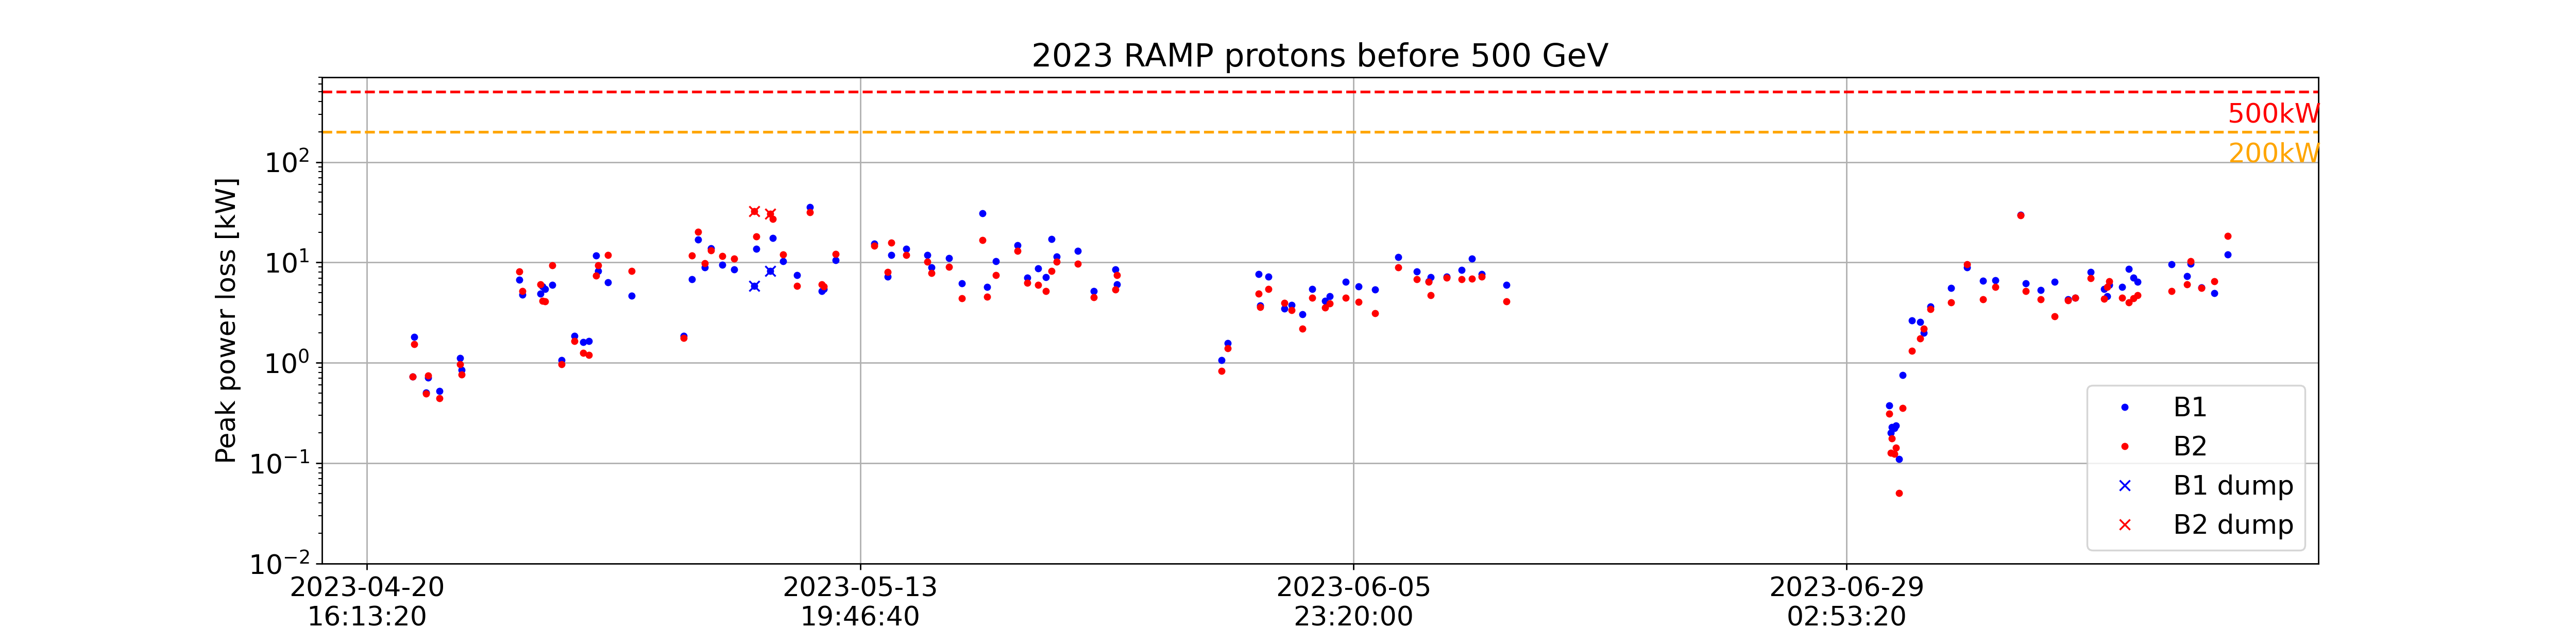 2023 RAMP protons before 500 GeV
500kW
200kW
Peak power loss [kW]
10²
10¹
10⁰
10⁻¹
10⁻²
B1
B2
B1 dump
B2 dump
2023-04-20
16:13:20
2023-05-13
19:46:40
2023-06-05
23:20:00
2023-06-29
02:53:20